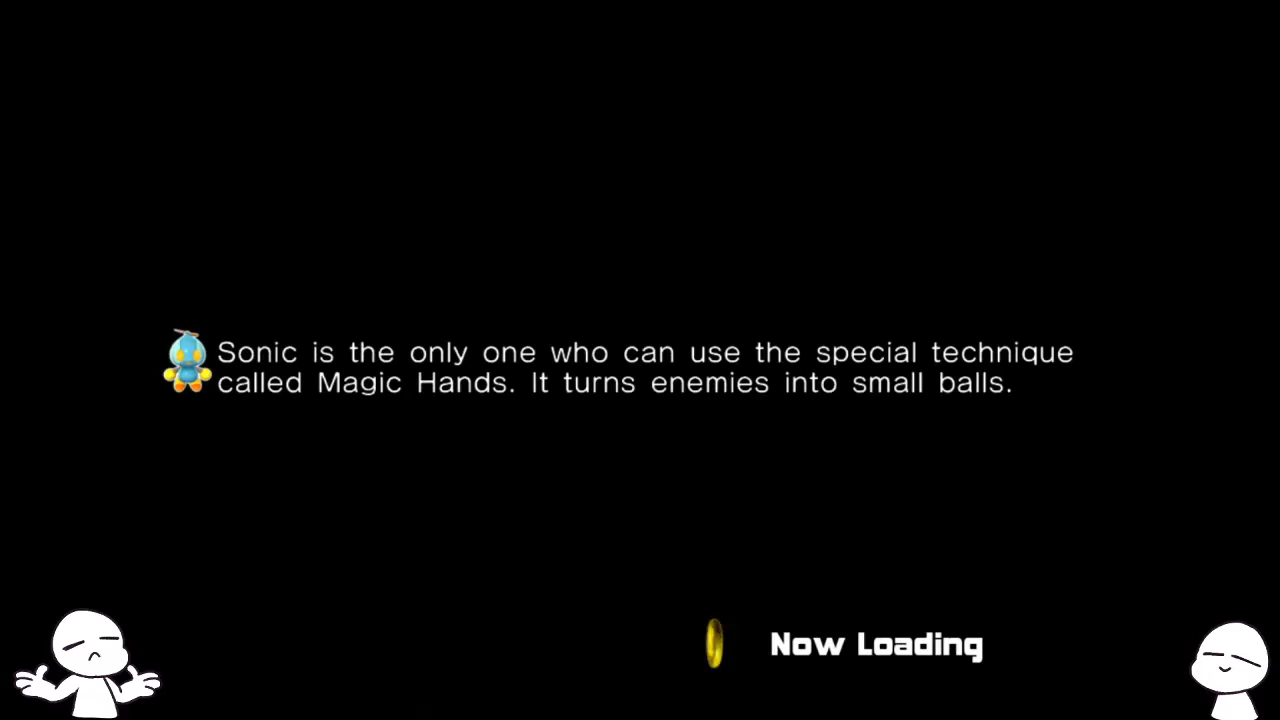 Sonic is the only one who can use the special technique
called Magic Hands. It turns enemies into small balls.
Now Loading